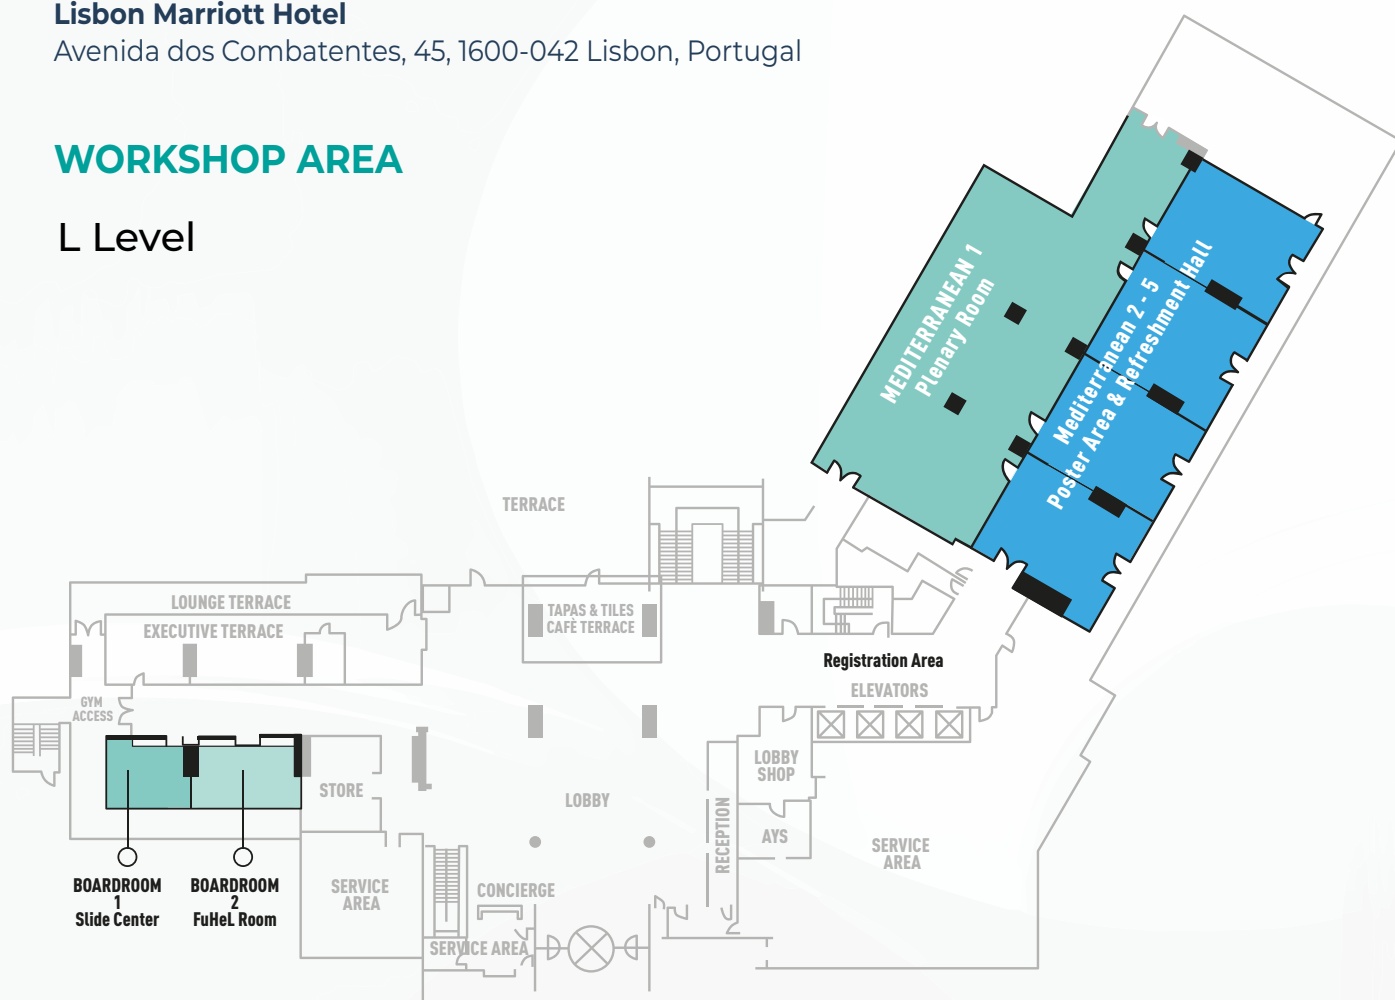 Lisbon Marriott Hotel
Avenida dos Combatentes, 45, 1600-042 Lisbon, Portugal
WORKSHOP AREA
L Level
MEDITERRANEAN 1
Plenary Room
Mediterranean 2 - 5
Poster Area & Refreshment Hall
TERRACE
LOUNGE TERRACE
EXECUTIVE TERRACE
TAPAS & TILES
CAFÈ TERRACE
Registration Area
ELEVATORS
GYM
ACCESS
STORE
LOBBY
LOBBY
SHOP
RECEPTION
AYS
SERVICE
AREA
BOARDROOM
1
Slide Center
BOARDROOM
2
FuHeL Room
SERVICE
AREA
CONCIERGE
SERVICE AREA